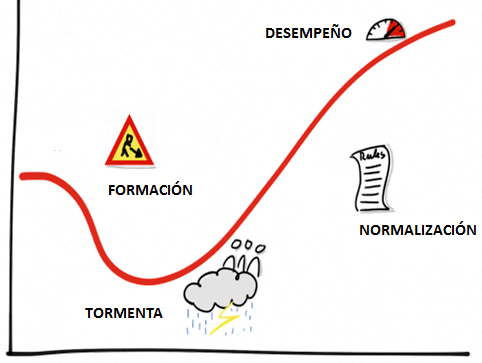 DESEMPEÑO
Rules
FORMACIÓN
NORMALIZACIÓN
TORMENTA